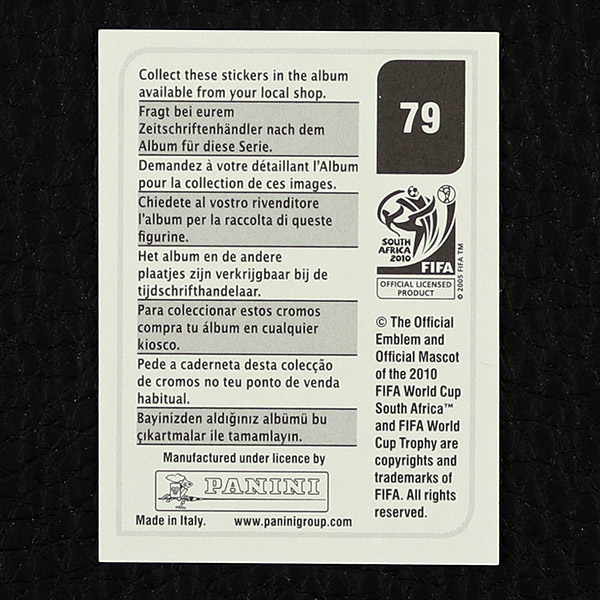 Collect these stickers in the album
available from your local shop.
Fragt bei eurem
Zeitschriftenhändler nach dem
Album für diese Serie.
Demandez à votre détaillant l'Album
pour la collection de ces images.
Chiedete al vostro rivenditore
l'album per la raccolta di queste
figurine.
Het album en de andere
plaatjes zijn verkrijgbaar bij de
tijdschrifthandelaar.
Para coleccionar estos cromos
compra tu álbum en cualquier
kiosco.
Pede a caderneta desta colecção
de cromos no teu ponto de venda
habitual.
Bayinizden aldığınız albümü bu
çıkartmalar ile tamamlayın.
Manufactured under licence by
PANINI
Made in Italy. www.paninigroup.com
79
SOUTH
AFRICA
2010
FIFA
© 2005 FIFA TM
OFFICIAL LICENSED
PRODUCT
© The Official
Emblem and
Official Mascot
of the 2010
FIFA World Cup
South Africa™
and FIFA World
Cup Trophy are
copyrights and
trademarks of
FIFA. All rights
reserved.